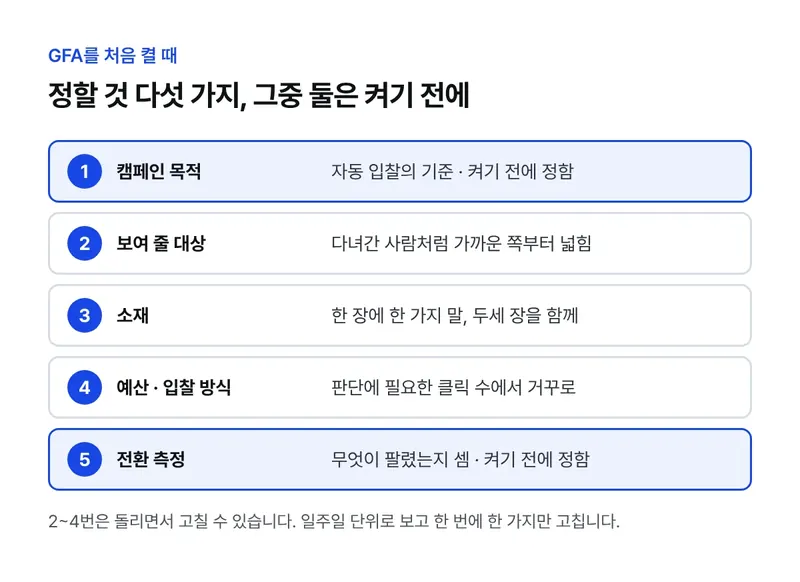 GFA를 처음 켤 때
정할 것 다섯 가지, 그중 둘은 켜기 전에
1 캠페인 목적 자동 입찰의 기준 · 켜기 전에 정함
2 보여 줄 대상 다녀간 사람처럼 가까운 쪽부터 넓힘
3 소재 한 장에 한 가지 말, 두세 장을 함께
4 예산 · 입찰 방식 판단에 필요한 클릭 수에서 거꾸로
5 전환 측정 무엇이 팔렸는지 셈 · 켜기 전에 정함
2~4번은 돌리면서 고칠 수 있습니다. 일주일 단위로 보고 한 번에 한 가지만 고칩니다.